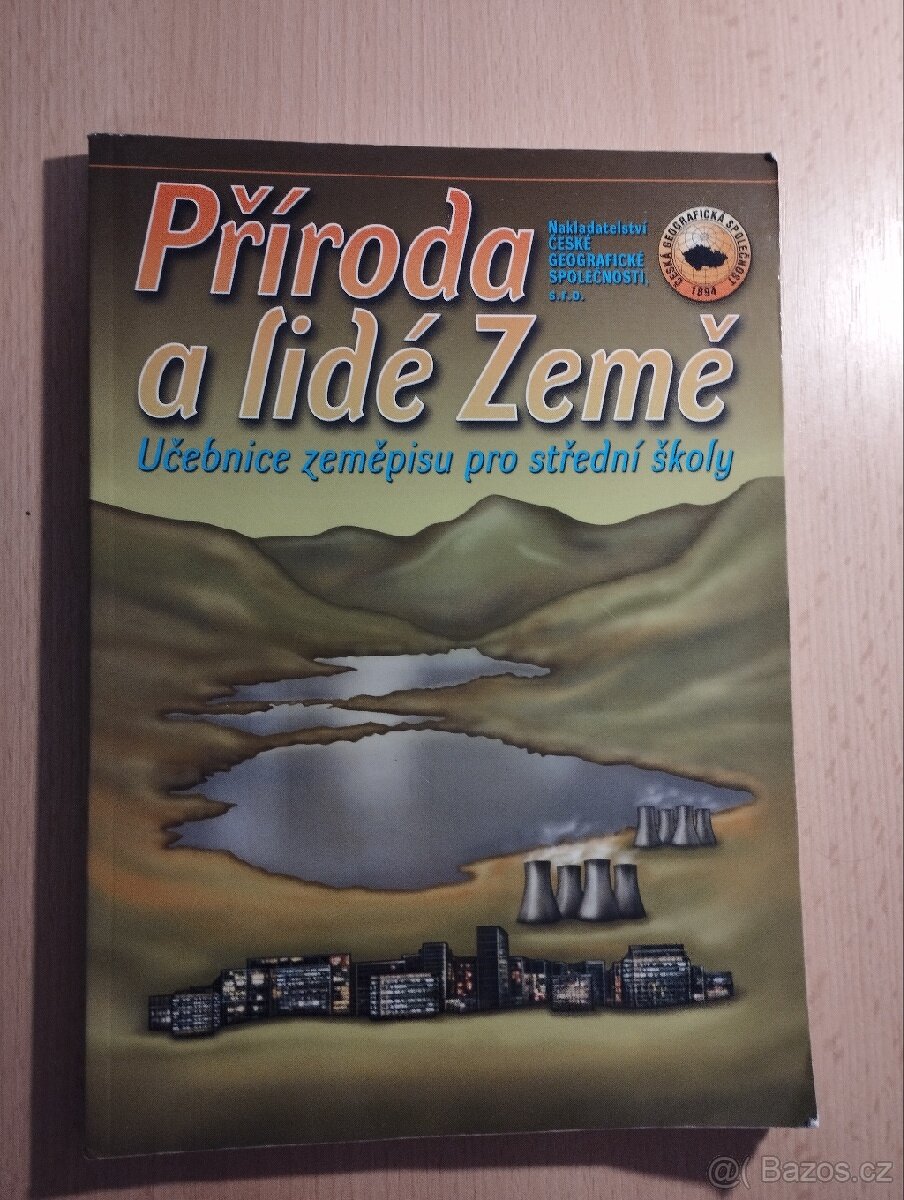 Příroda
a lidé Země
Nakladatelství
ČESKÉ
GEOGRAFICKÉ
SPOLEČNOSTI,
s.r.o.
ČESKÁ GEOGRAFICKÁ SPOLEČNOST
1894
Učebnice zeměpisu pro střední školy
@( Bazos.cz